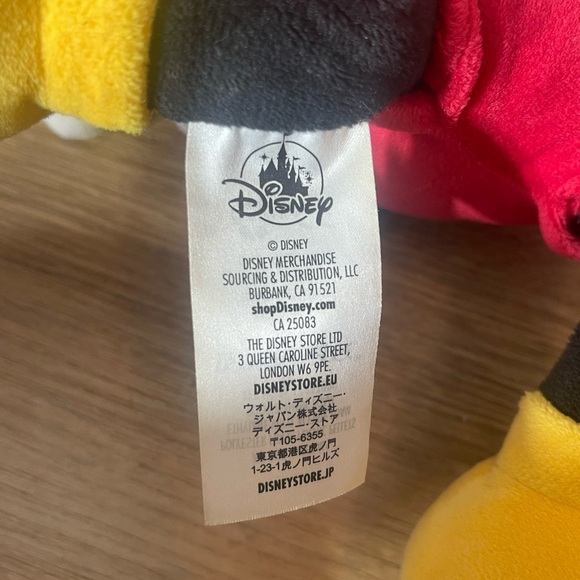 Disney
© DISNEY
DISNEY MERCHANDISE
SOURCING & DISTRIBUTION, LLC
BURBANK, CA 91521
shopDisney.com
CA 25083
THE DISNEY STORE LTD
3 QUEEN CAROLINE STREET,
LONDON W6 9PE.
DISNEYSTORE.EU
ウォルト・ディズニー・
ジャパン株式会社
ディズニー・ストア
〒105-6355
東京都港区虎ノ門
1-23-1虎ノ門ヒルズ
DISNEYSTORE.JP